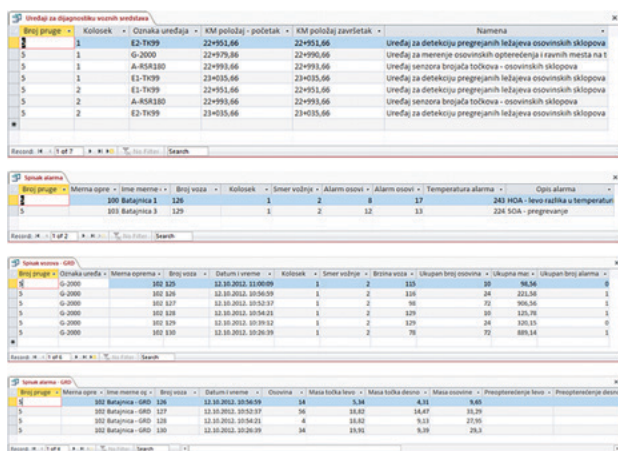 Uređaji za dijagnostiku voznih sredstava
Broj pruge Kolosek Oznaka uređaja KM položaj - početak KM položaj završetak Namena
5 1 E2-TK99 22+951,66 22+951,66 Uređaj za detekciju pregrejanih ležajeva osovinskih sklopova
5 1 G-2000 22+979,86 22+990,66 Uređaj za merenje osovinskih opterećenja i ravnih mesta na t
5 1 A-RSR180 22+993,66 22+993,66 Uređaj senzora brojača točkova - osovinskih sklopova
5 1 E1-TK99 23+035,66 23+035,66 Uređaj za detekciju pregrejanih ležajeva osovinskih sklopova
5 2 E1-TK99 22+951,66 22+951,66 Uređaj za detekciju pregrejanih ležajeva osovinskih sklopova
5 2 A-RSR180 22+993,66 22+993,66 Uređaj senzora brojača točkova - osovinskih sklopova
5 2 E2-TK99 23+035,66 23+035,66 Uređaj za detekciju pregrejanih ležajeva osovinskih sklopova
Record: 1 of 7 No Filter Search
Spisak alarma
Broj pruge Merna opre Ime merne Broj voza Kolosek Smer vožnje Alarm osovi Alarm osovi Temperatura alarma Opis alarma
5 100 Batajnica 1 126 1 2 8 17 243 HOA - levo razlika u temperatur
5 103 Batajnica 3 129 1 2 12 13 224 SOA - pregrevanje
Record: 1 of 2 No Filter Search
Spisak vozova - GRD
Broj pruge Oznaka uređa Merna oprema Broj voza Datum i vreme Kolosek Smer vožnje Brzina voza Ukupan broj osovina Ukupna ma Ukupan broj alarma
5 G-2000 102 125 12.10.2012. 11:00:09 1 2 115 10 98,56 0
5 G-2000 102 126 12.10.2012. 10:56:59 1 2 116 24 221,58 1
5 G-2000 102 127 12.10.2012. 10:52:37 1 2 98 72 906,56 1
5 G-2000 102 128 12.10.2012. 10:54:21 1 2 129 10 125,78 1
5 G-2000 102 129 12.10.2012. 10:39:12 1 2 129 24 320,15 0
5 G-2000 102 130 12.10.2012. 10:26:39 1 2 78 72 889,14 1
Record: 1 of 6 No Filter Search
Spisak alarma - GRD
Broj pruge Merna opre Ime merne op Broj voza Datum i vreme Osovina Masa točka levo Masa točka desno Masa osovine Preopterećenje levo Preopterećenje desno
5 102 Batajnica - GRD 126 12.10.2012. 10:56:59 14 5,34 4,31 9,65
5 102 Batajnica - GRD 127 12.10.2012. 10:52:37 56 18,82 14,47 33,29
5 102 Batajnica - GRD 128 12.10.2012. 10:54:21 4 18,82 9,13 27,95
5 102 Batajnica - GRD 130 12.10.2012. 10:26:39 34 19,91 9,39 29,3
Record: 1 of 4 No Filter Search